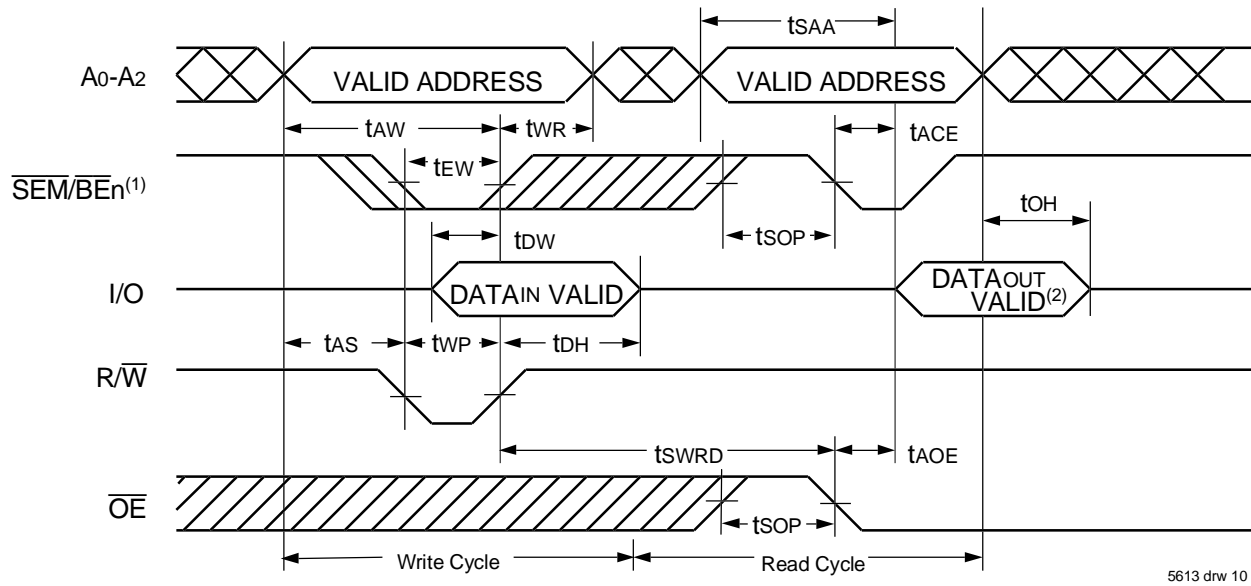 tSAA
A0-A2
VALID ADDRESS
VALID ADDRESS
tAW
tWR
tACE
tEW
SEM/BEn(1)
tSOP
tOH
tDW
I/O
DATAIN VALID
DATAOUT
VALID(2)
tAS
tWP
tDH
R/W
tSWRD
tAOE
OE
tSOP
Write Cycle
Read Cycle
5613 drw 10